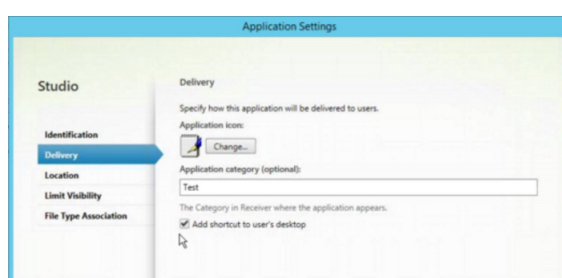 Application Settings
Studio
Identification
Delivery
Location
Limit Visibility
File Type Association
Delivery
Specify how this application will be delivered to users.
Application icon:
Change...
Application category (optional):
Test
The Category in Receiver where the application appears.
Add shortcut to user's desktop